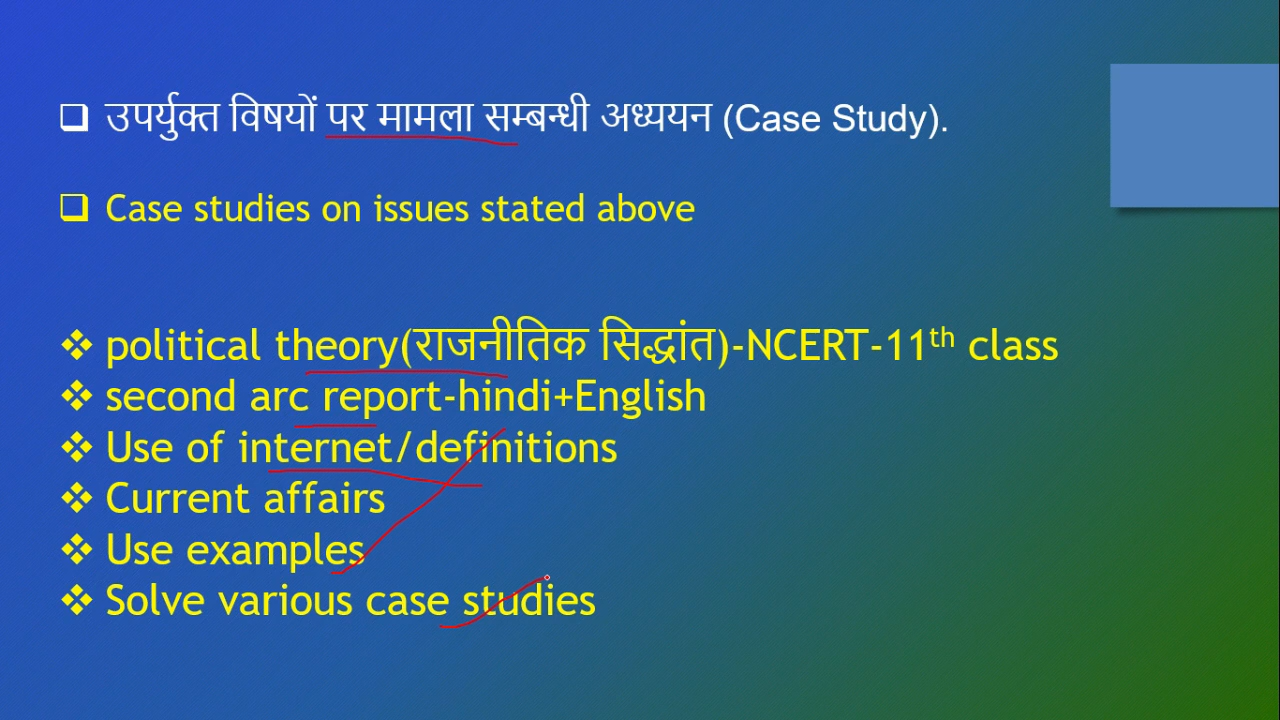 उपर्युक्त विषयों पर मामला सम्बन्धी अध्ययन (Case Study).
Case studies on issues stated above
political theory(राजनीतिक सिद्धांत)-NCERT-11th class
second arc report-hindi+English
Use of internet/definitions
Current affairs
Use examples
Solve various case studies